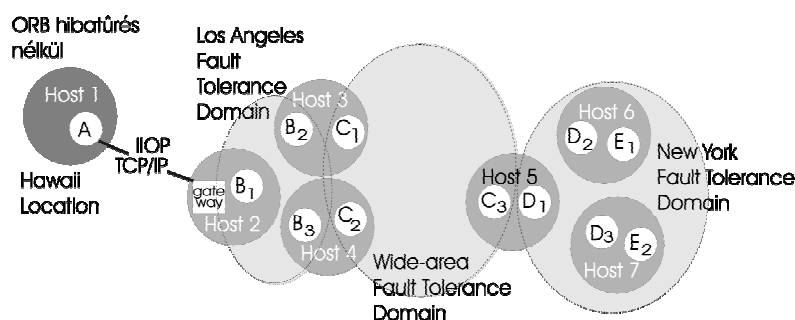 ORB hibatûrés
nélkül
Host 1
A
Hawaii
Location
IIOP
TCP/IP
Los Angeles
Fault
Tolerance
Domain
gate
way
B1
Host 2
Host 3
B2
C1
B3
C2
Host 4
Wide-area
Fault Tolerance
Domain
Host 5
C3
D1
Host 6
D2
E1
New York
Fault Tolerance
Domain
D3
E2
Host 7